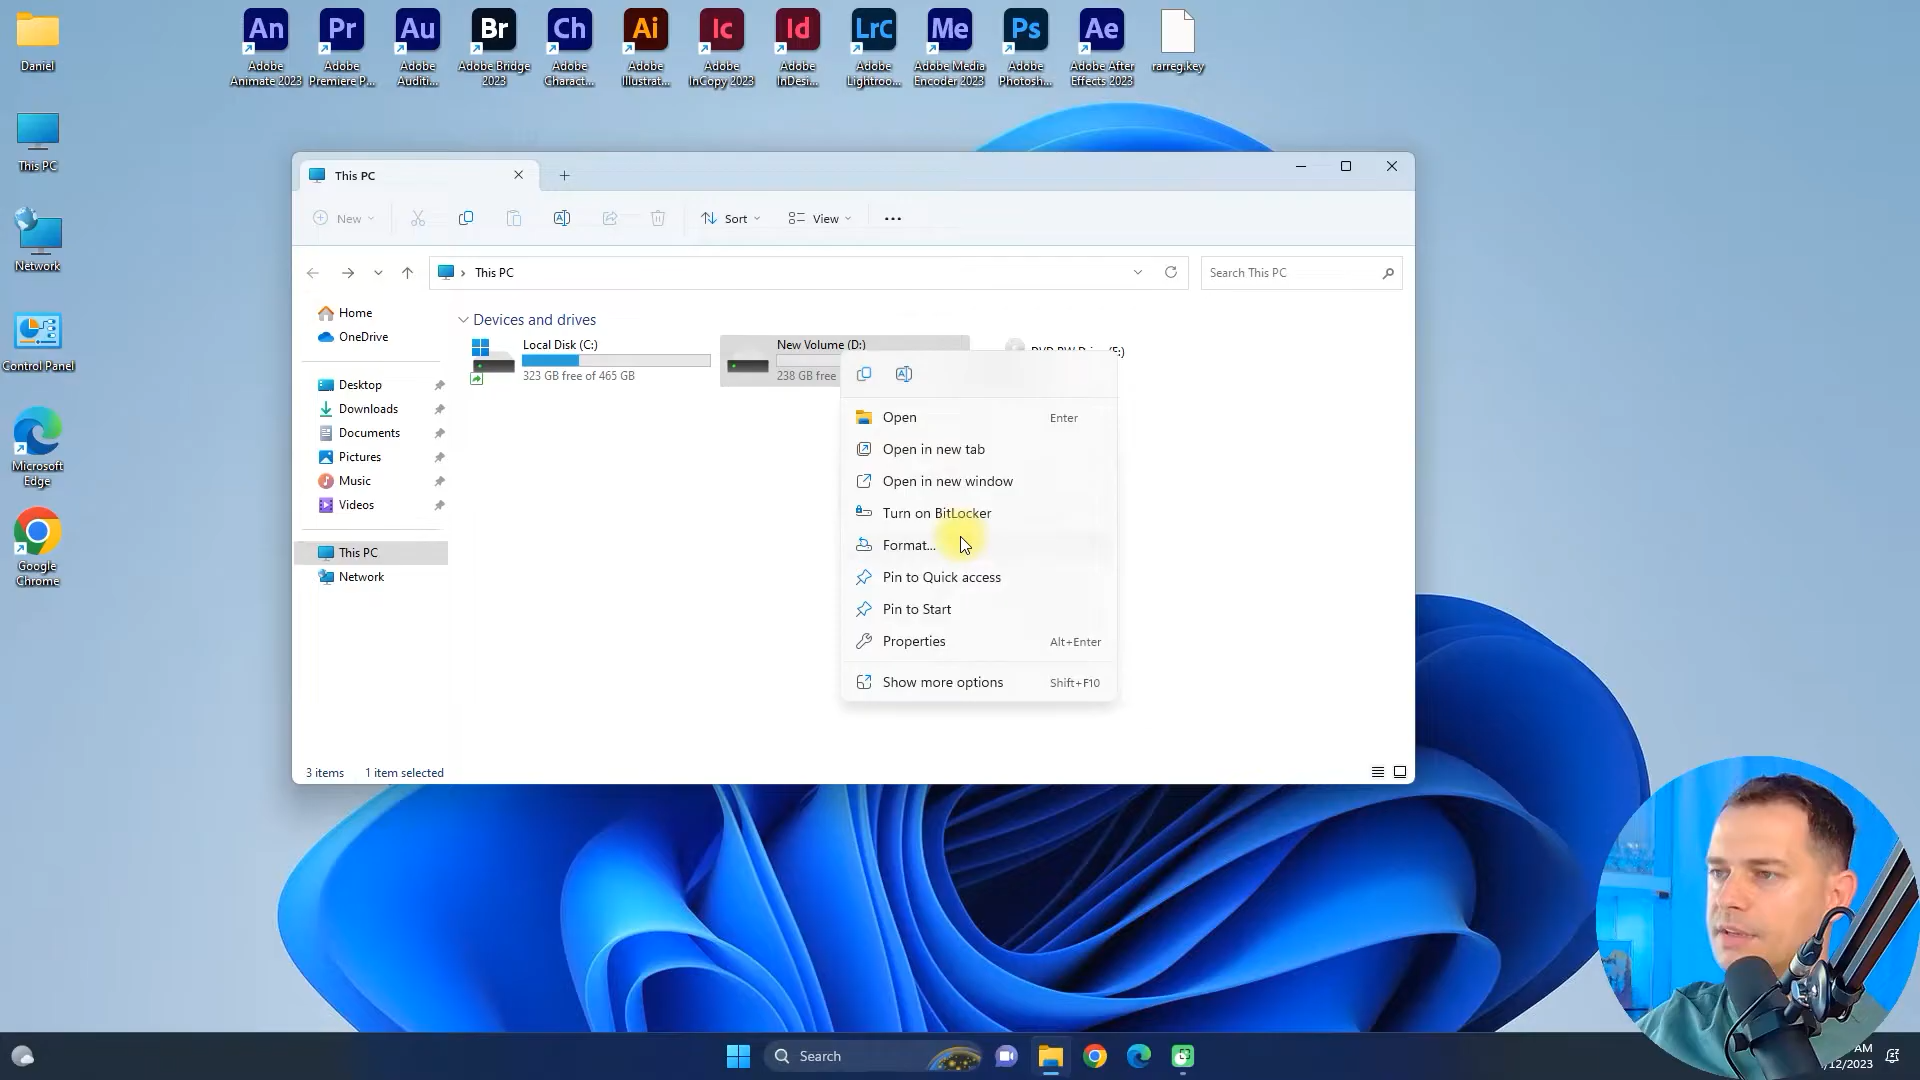 Daniel
An
Adobe
Animate 2023
Pr
Adobe
Premiere P...
Au
Adobe
Auditi...
Br
Adobe Bridge
2023
Ch
Adobe
Charact...
Ai
Adobe
Illustrat...
Ic
Adobe
InCopy 2023
Id
Adobe
InDesi...
LrC
Adobe
Lightroo...
Me
Adobe Media
Encoder 2023
Ps
Adobe
Photosh...
Ae
Adobe After
Effects 2023
rarreg.key
This PC
Network
Control Panel
Microsoft
Edge
Google
Chrome
This PC
New
Sort
View
This PC
Search This PC
Home
OneDrive
Desktop
Downloads
Documents
Pictures
Music
Videos
This PC
Network
Devices and drives
Local Disk (C:)
323 GB free of 465 GB
New Volume (D:)
238 GB free
Open Enter
Open in new tab
Open in new window
Turn on BitLocker
Format...
Pin to Quick access
Pin to Start
Properties Alt+Enter
Show more options Shift+F10
3 items 1 item selected
Search
AM
/12/2023